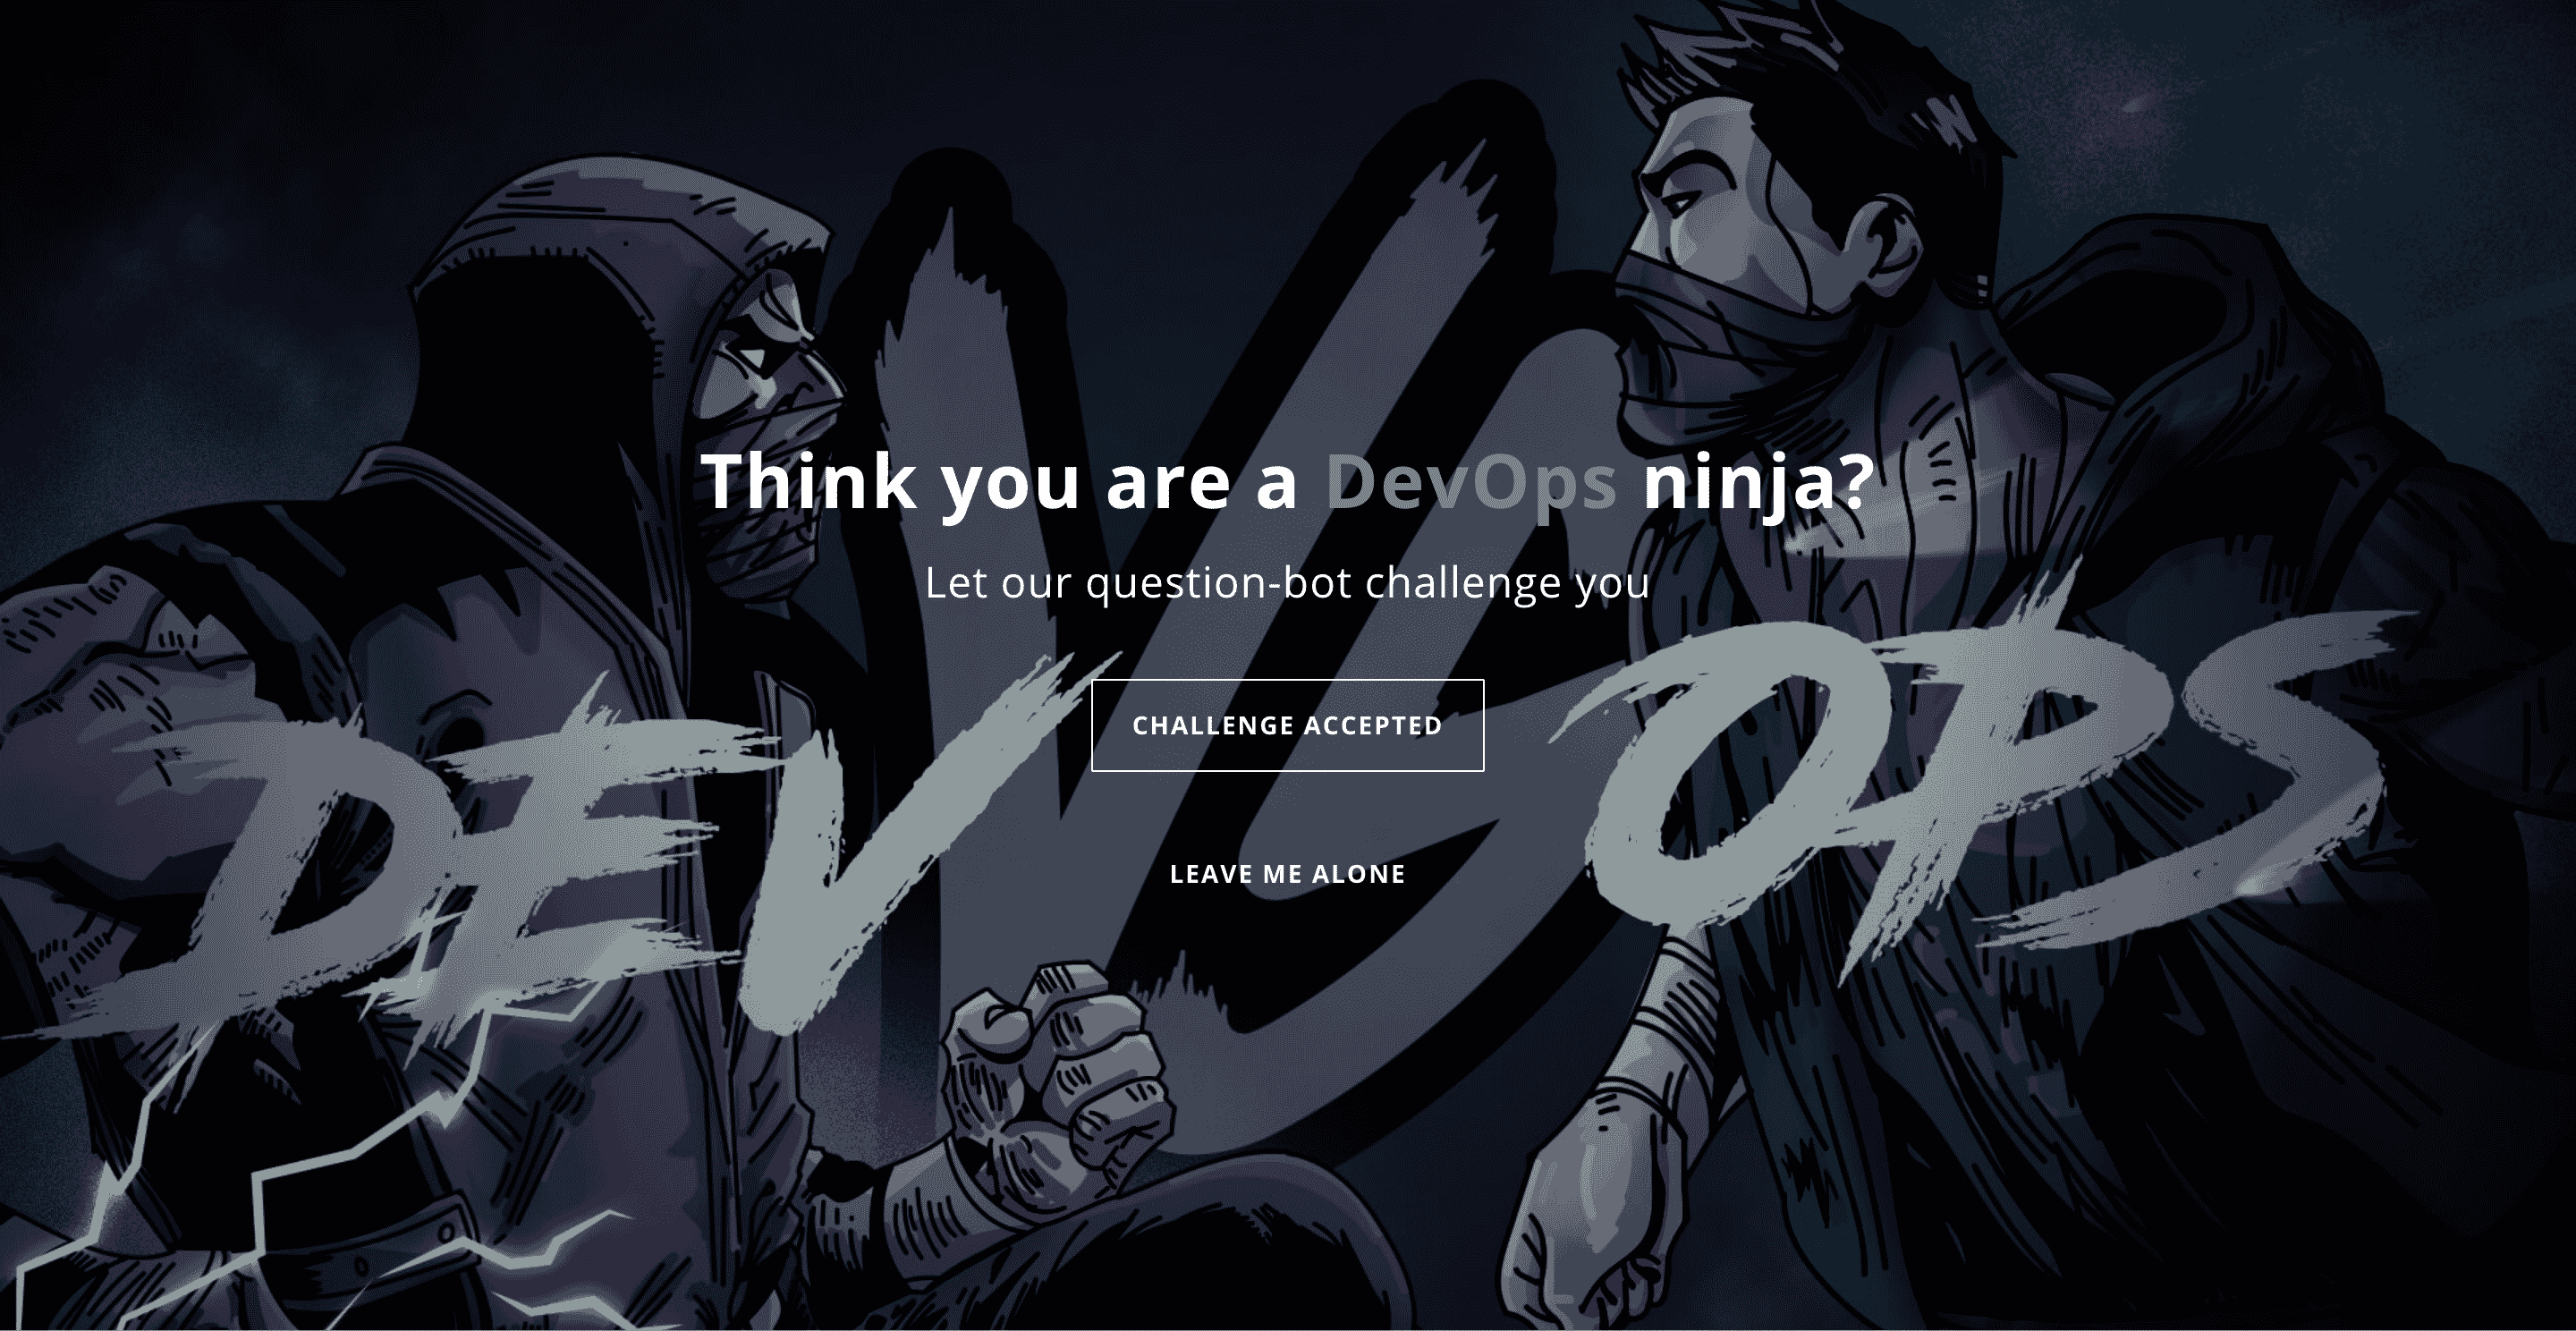 Think you are a DevOps ninja?
Let our question-bot challenge you
VS
DEV OPS
CHALLENGE ACCEPTED
LEAVE ME ALONE